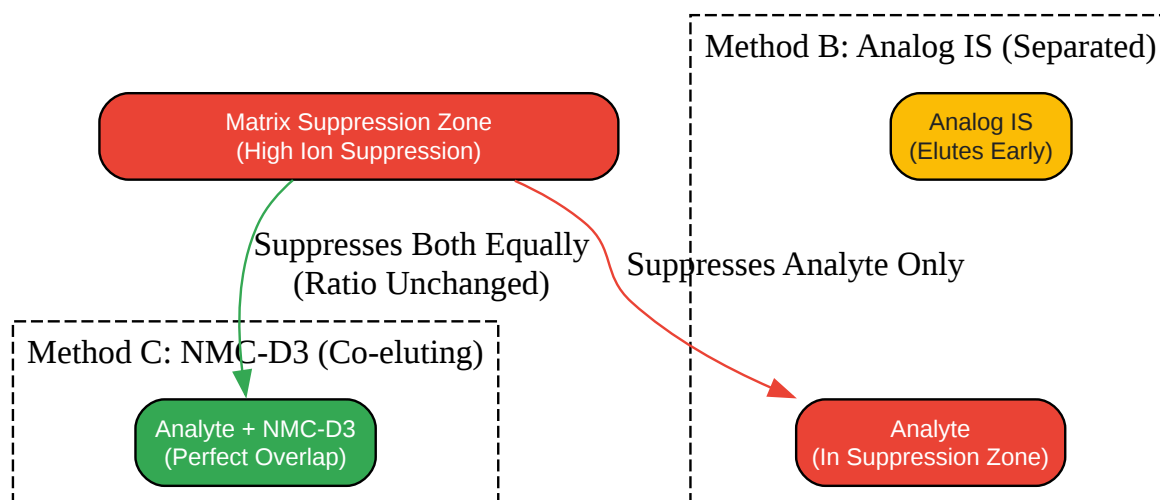 Method B: Analog IS (Separated)
Matrix Suppression Zone
(High Ion Suppression)
Analog IS
(Elutes Early)
Suppresses Both Equally
(Ratio Unchanged)
Suppresses Analyte Only
Method C: NMC-D3 (Co-eluting)
Analyte + NMC-D3
(Perfect Overlap)
Analyte
(In Suppression Zone)